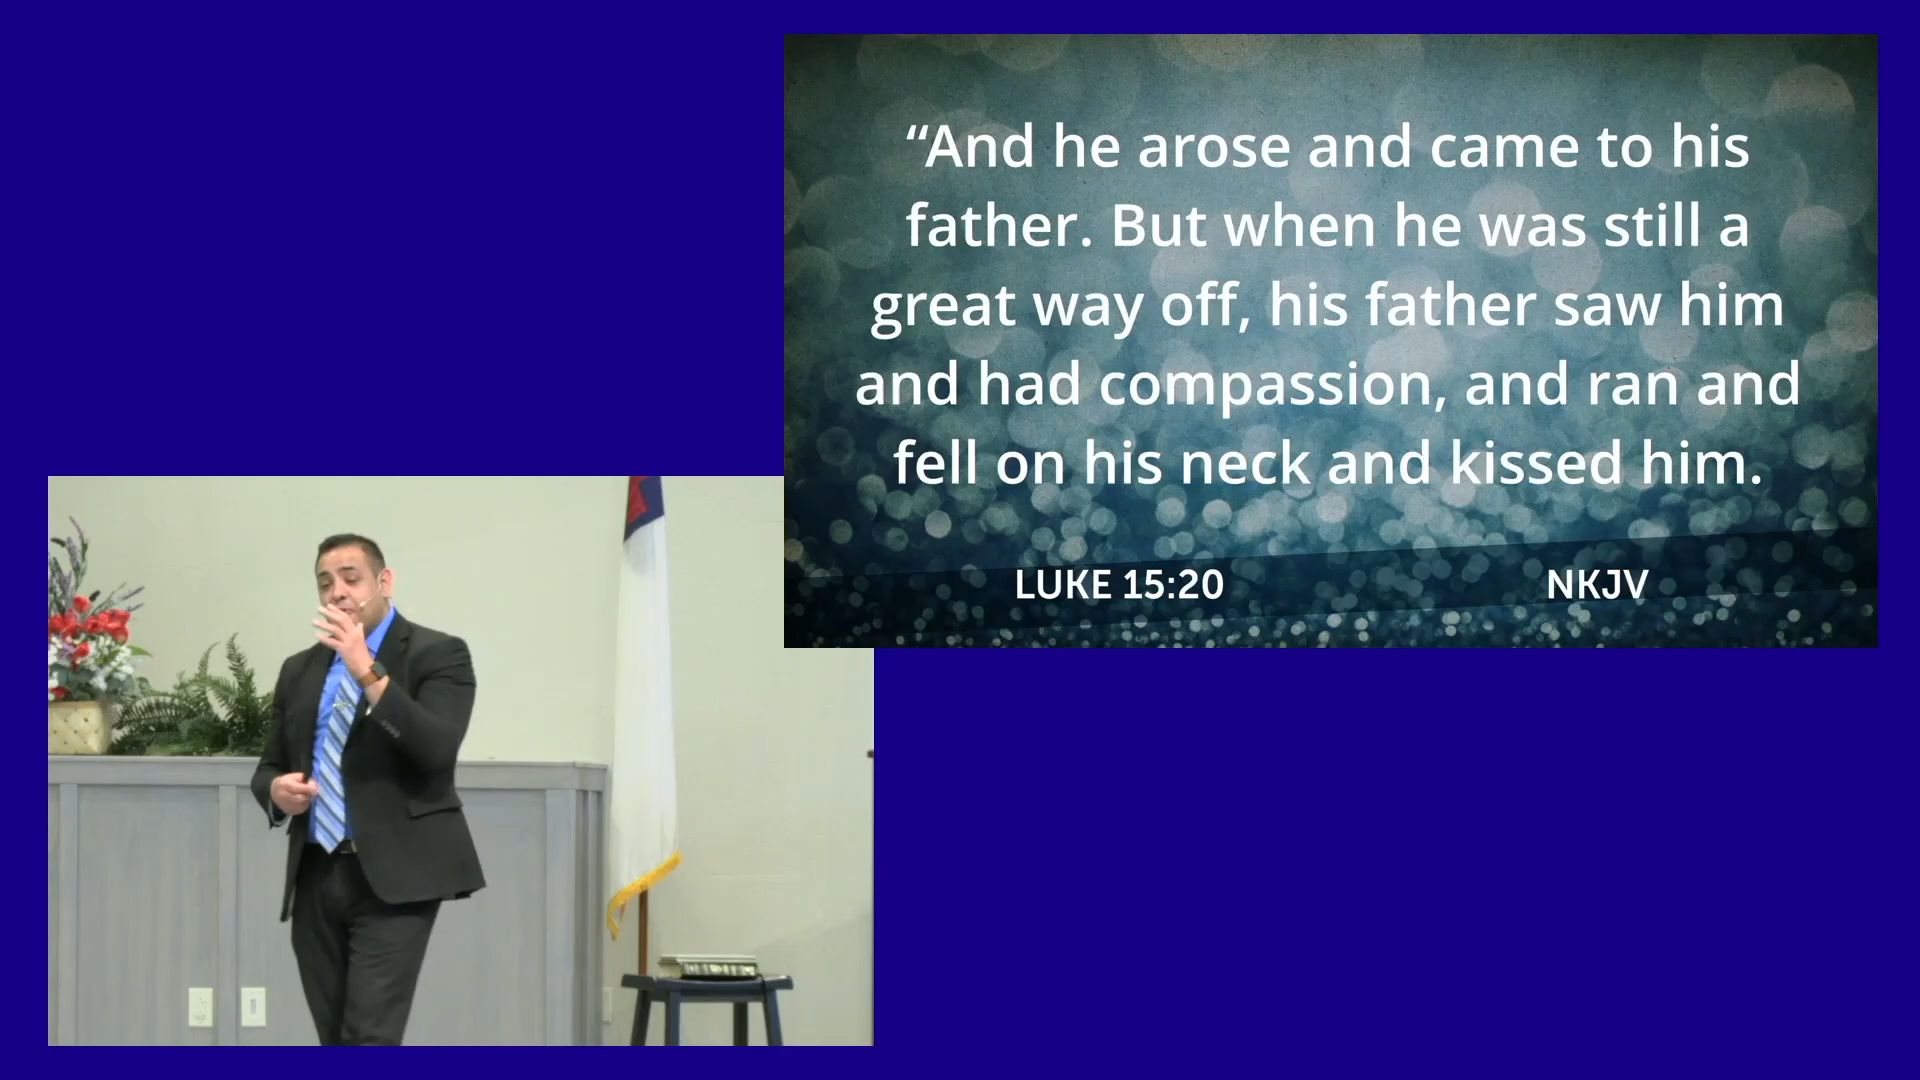 “And he arose and came to his
father. But when he was still a
great way off, his father saw him
and had compassion, and ran and
fell on his neck and kissed him.
LUKE 15:20
NKJV